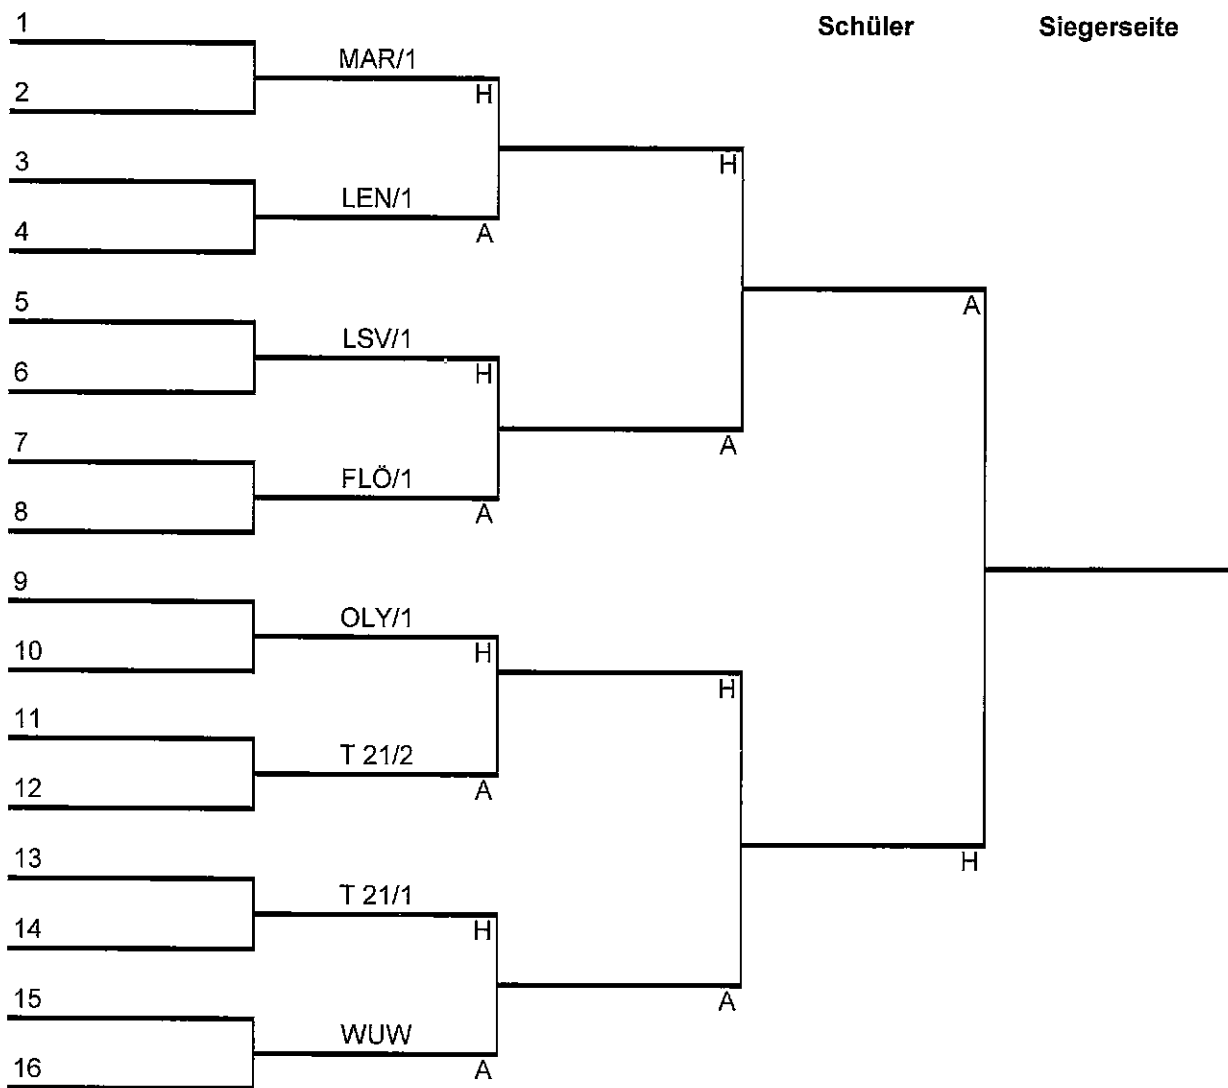 1 Schüler Siegerseite
MAR/1
2 H
3 H
LEN/1
4 A
5 A
LSV/1
6 H
7 A
FLÖ/1
8 A
9
OLY/1
10 H
H
11
T 21/2
12 A
13 H
T 21/1
14 H
15 A
WUW
16 A